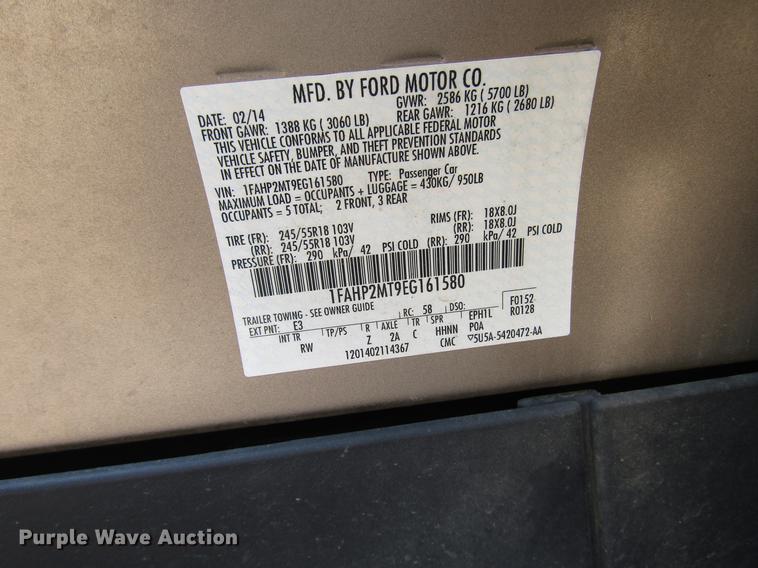 MFD. BY FORD MOTOR CO.
DATE: 02/14 GVWR: 2586 KG ( 5700 LB)
FRONT GAWR: 1388 KG ( 3060 LB) REAR GAWR: 1216 KG ( 2680 LB)
THIS VEHICLE CONFORMS TO ALL APPLICABLE FEDERAL MOTOR
VEHICLE SAFETY, BUMPER, AND THEFT PREVENTION STANDARDS
IN EFFECT ON THE DATE OF MANUFACTURE SHOWN ABOVE.
VIN: 1FAHP2MT9EG161580 TYPE: Passenger Car
MAXIMUM LOAD = OCCUPANTS + LUGGAGE = 430KG/ 950LB
OCCUPANTS = 5 TOTAL; 2 FRONT, 3 REAR
TIRE (FR): 245/55R18 103V RIMS (FR): 18X8.0J
(RR): 245/55R18 103V (RR): 18X8.0J
PRESSURE (FR): 290 kPa/ 42 PSI COLD (RR): 290 kPa/ 42 PSI COLD
1FAHP2MT9EG161580
TRAILER TOWING - SEE OWNER GUIDE RC: 58 DSO: F0152
EXT PNT: E3 R0128
INT TR TP/PS R AXLE TR SPR EPH1L
RW Z 2A C HHNN POA
1201402114367 CMC ▽5U5A-5420472-AA
Purple Wave Auction